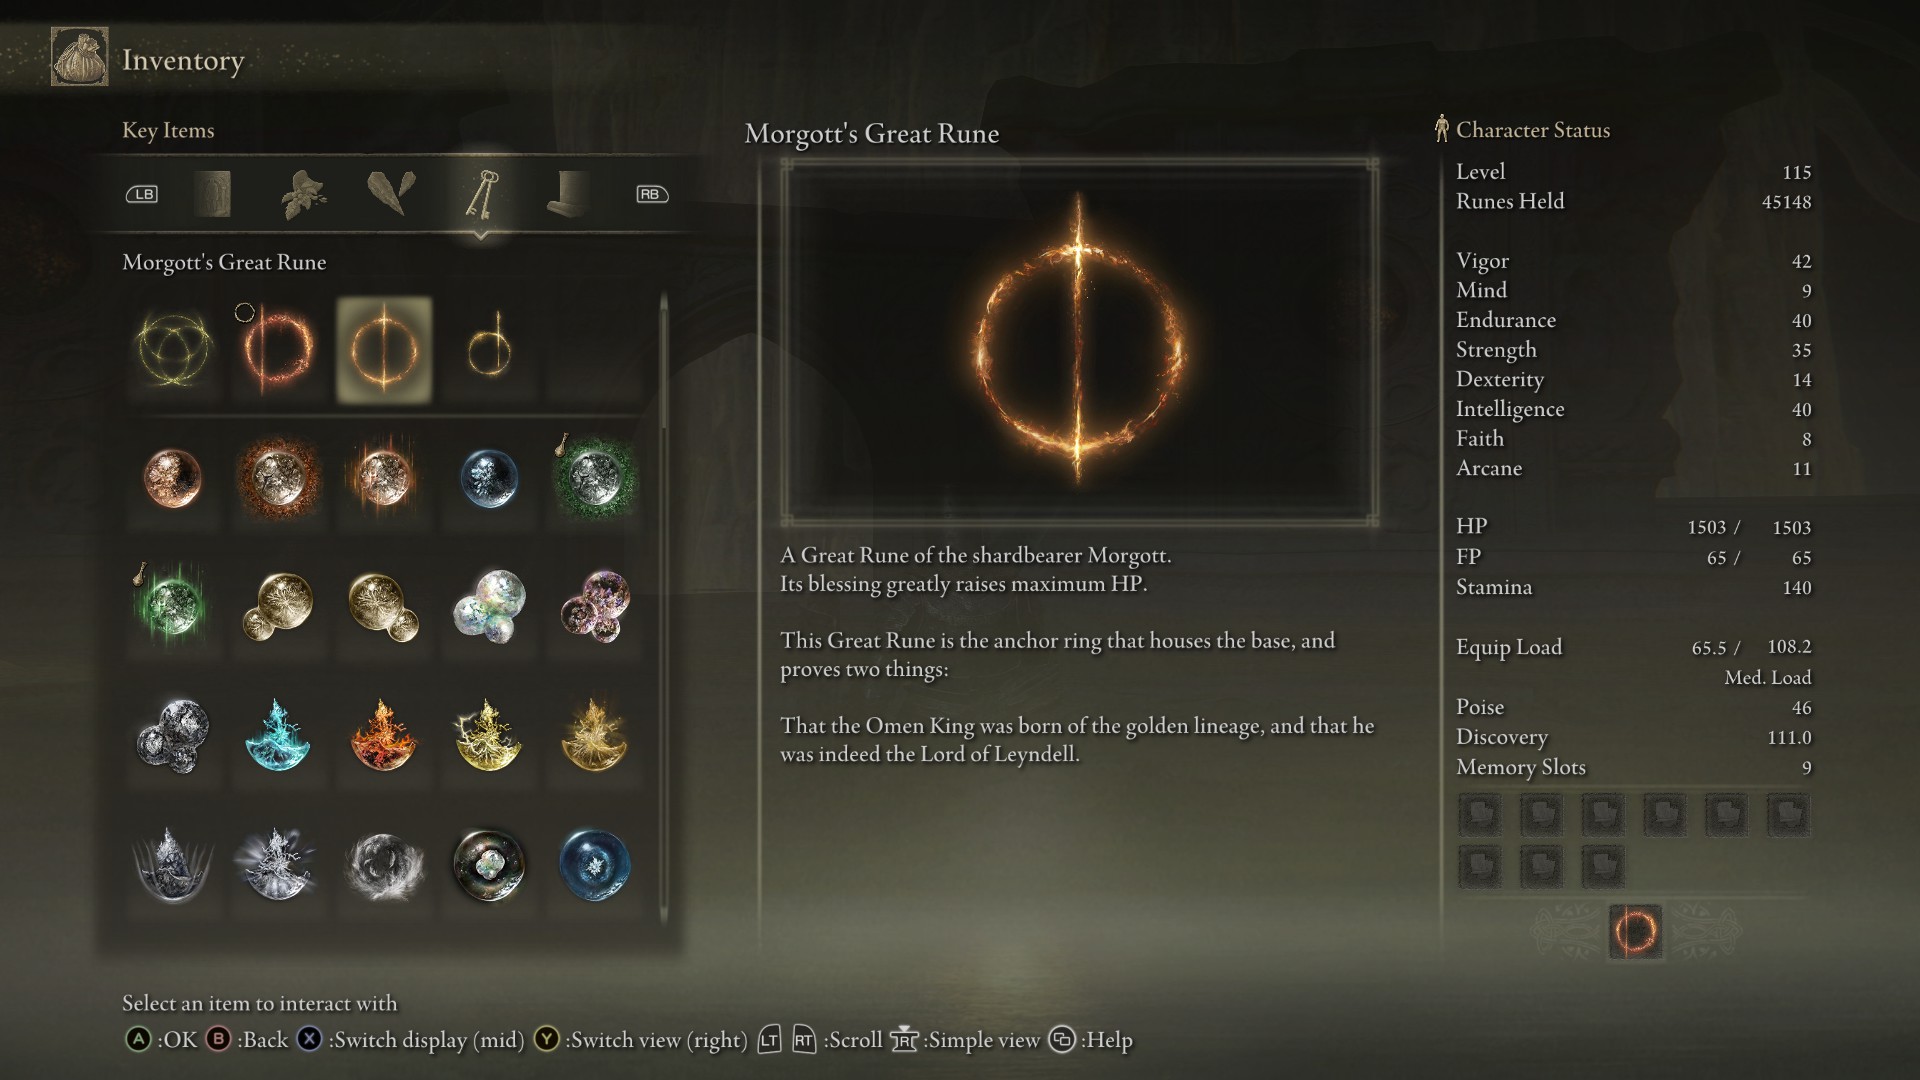 Inventory
Key Items
LB
RB
Morgott's Great Rune
Morgott's Great Rune
A Great Rune of the shardbearer Morgott.
Its blessing greatly raises maximum HP.
This Great Rune is the anchor ring that houses the base, and
proves two things:
That the Omen King was born of the golden lineage, and that he
was indeed the Lord of Leyndell.
Character Status
Level 115
Runes Held 45148
Vigor 42
Mind 9
Endurance 40
Strength 35
Dexterity 14
Intelligence 40
Faith 8
Arcane 11
HP 1503 / 1503
FP 65 / 65
Stamina 140
Equip Load 65.5 / 108.2
Med. Load
Poise 46
Discovery 111.0
Memory Slots 9
Select an item to interact with
A :OK B :Back X :Switch display (mid) Y :Switch view (right) LT RT :Scroll R :Simple view :Help